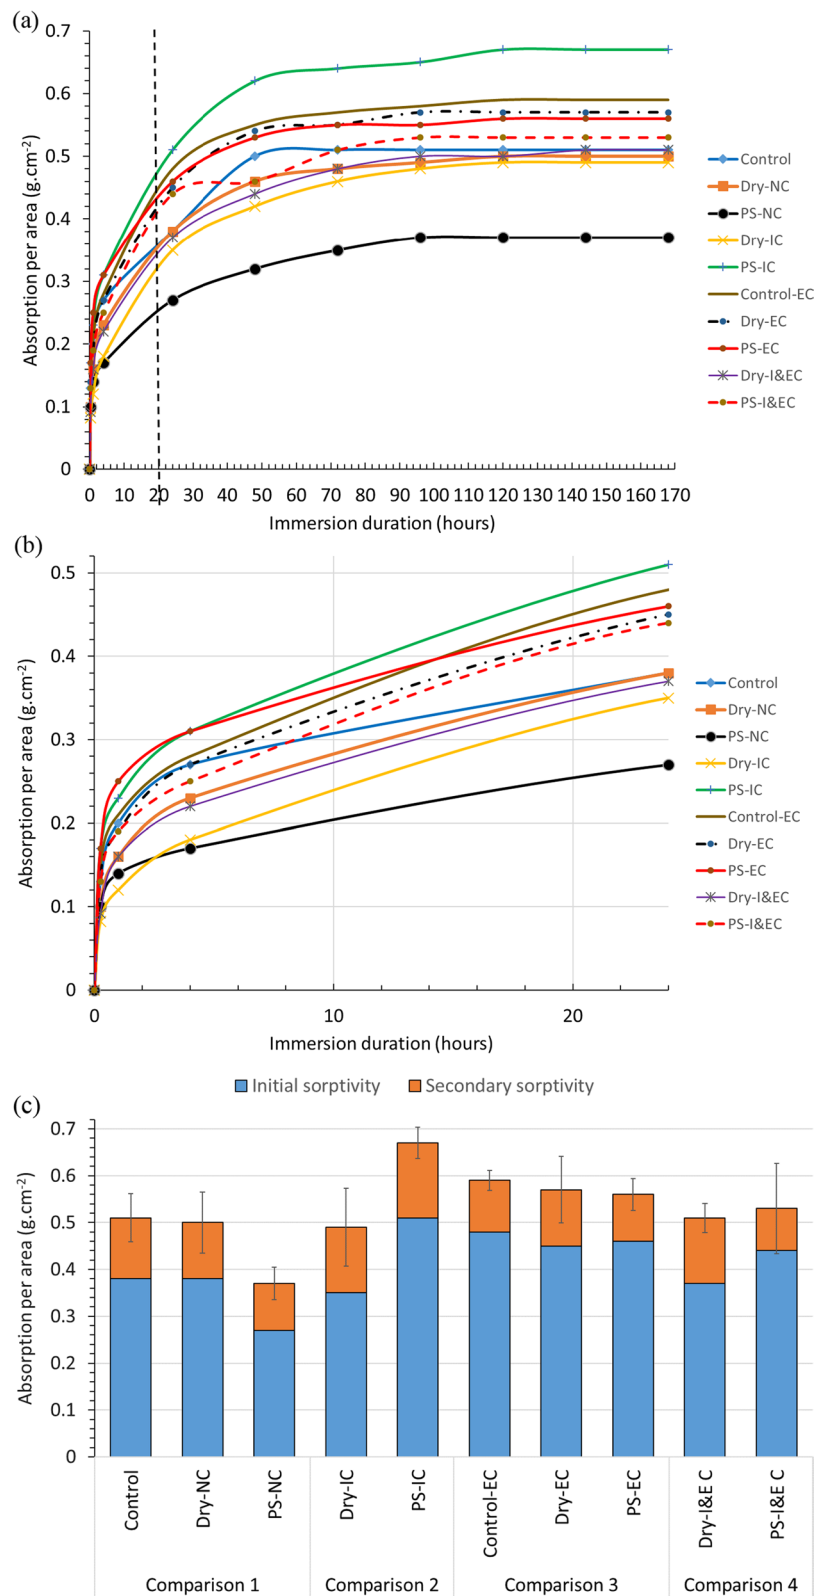 (a)
0.7
0.6
0.5
0.4
0.3
0.2
0.1
0
Absorption per area (g.cm-2)
0 10 20 30 40 50 60 70 80 90 100 110 120 130 140 150 160 170
Immersion duration (hours)
Control
Dry-NC
PS-NC
Dry-IC
PS-IC
Control-EC
Dry-EC
PS-EC
Dry-I&EC
PS-I&EC
(b)
0.5
0.4
0.3
0.2
0.1
0
Absorption per area (g.cm-2)
0 10 20
Immersion duration (hours)
Control
Dry-NC
PS-NC
Dry-IC
PS-IC
Control-EC
Dry-EC
PS-EC
Dry-I&EC
PS-I&EC
Initial sorptivity Secondary sorptivity
(c)
0.7
0.6
0.5
0.4
0.3
0.2
0.1
0
Absorption per area (g.cm-2)
Control
Dry-NC
PS-NC
Dry-IC
PS-IC
Control-EC
Dry-EC
PS-EC
Dry-I&E C
PS-I&E C
Comparison 1 Comparison 2 Comparison 3 Comparison 4